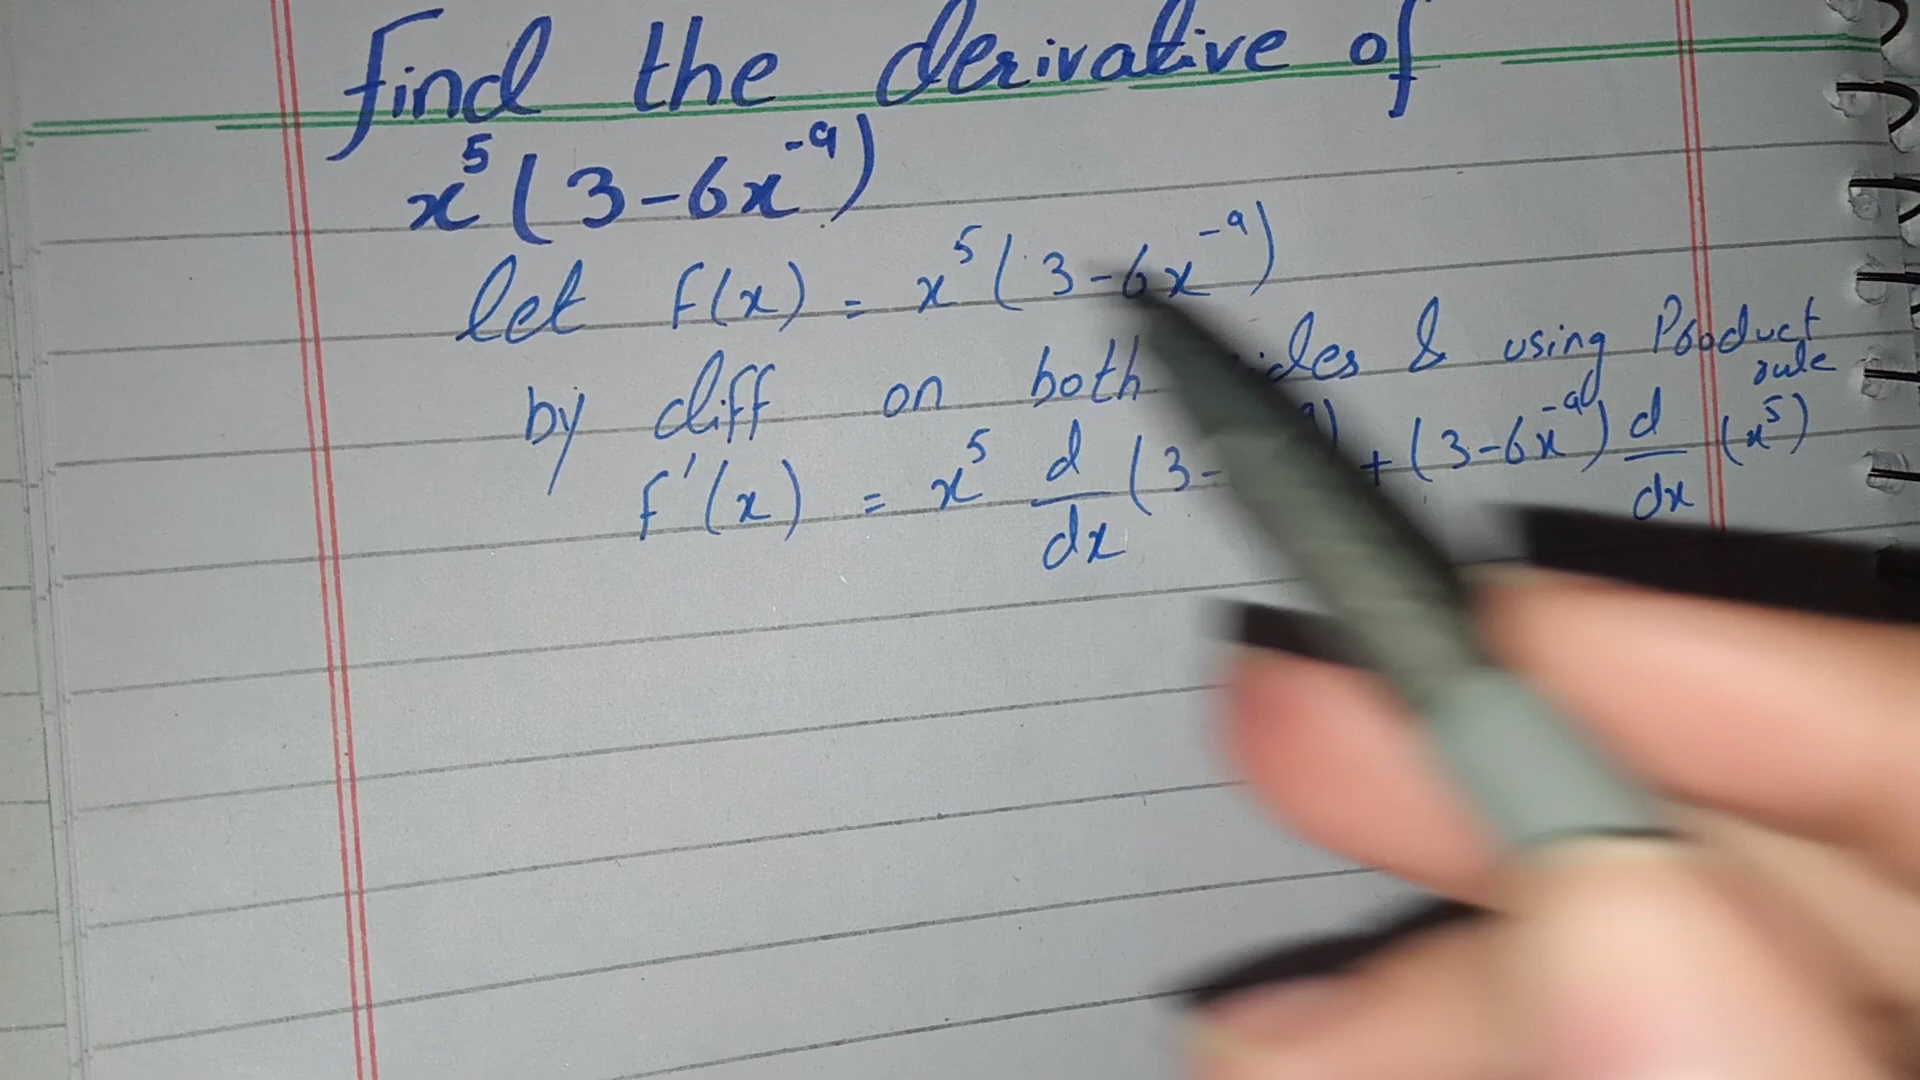 find the derivative of
x⁵(3-6x⁻⁹)
let f(x) = x⁵(3-6x⁻⁹)
by diff on both & using Product rule
f'(x) = x⁵ d/dx (3- + (3-6x⁻⁹) d/dx (x⁵)